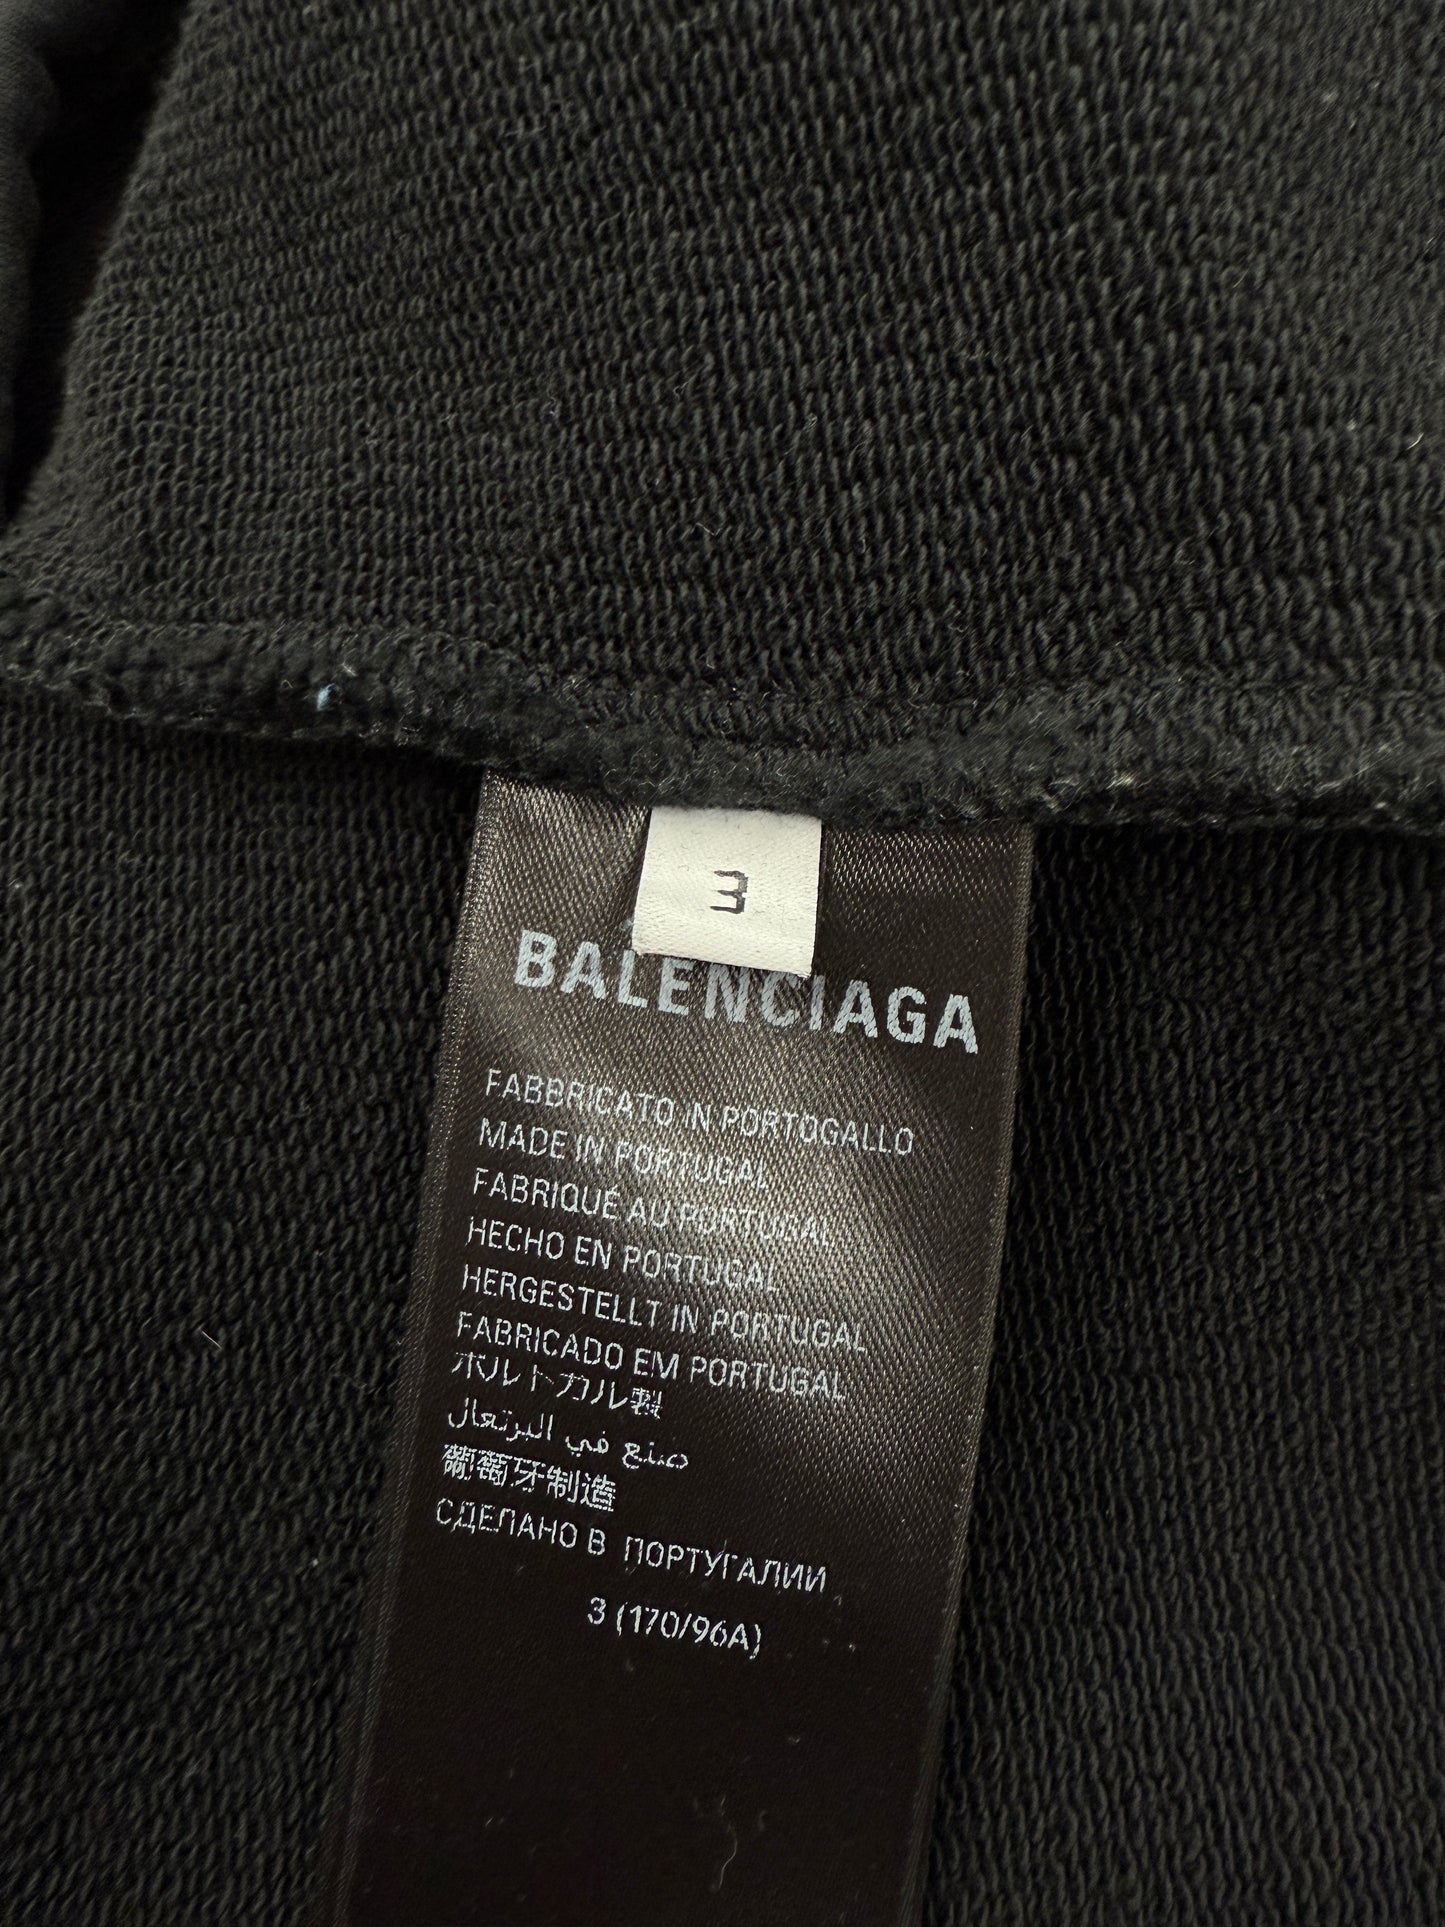 3
BALENCIAGA
FABBRICATO IN PORTOGALLO
MADE IN PORTUGAL
FABRIQUÉ AU PORTUGAL
HECHO EN PORTUGAL
HERGESTELLT IN PORTUGAL
FABRICADO EM PORTUGAL
ポルトガル製
صنع في البرتغال
葡萄牙制造
СДЕЛАНО В ПОРТУГАЛИИ
3 (170/96A)